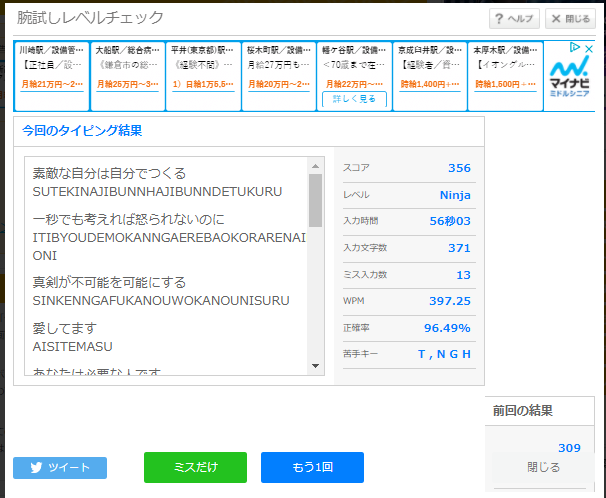 腕試しレベルチェック
? ヘルプ
× 閉じる
川崎駅／設備管…
【正社員／設…
月給21万円～2…
大船駅／総合病…
《鎌倉市の総…
月給25万円～3…
平井(東京都)駅…
《経験不問》…
1）日給1万5,5…
桜木町駅／設備…
月給27万円も…
月給20万円～2…
幡ケ谷駅／設備…
<70歳まで在…
月給22万円～…
詳しく見る
京成臼井駅／設…
【経験者／資…
時給1,400円＋…
本厚木駅／設備…
【イオングル…
時給1,500円＋…
マイナビ
ミドルシニア
今回のタイピング結果
素敵な自分は自分でつくる
SUTEKINAJIBUNNHAJIBUNNDETUKURU
一秒でも考えれば怒られないのに
ITIBYOUDEMOKANNGAEREBAOKORARENAI
ONI
真剣が不可能を可能にする
SINKENNGAFUKANOUWOKANOUNISURU
愛してます
AISITEMASU
あなたは必要な人です
スコア 356
レベル Ninja
入力時間 56秒03
入力文字数 371
ミス入力数 13
WPM 397.25
正確率 96.49%
苦手キー T , N G H
前回の結果
309
ツイート
ミスだけ
もう1回
閉じる